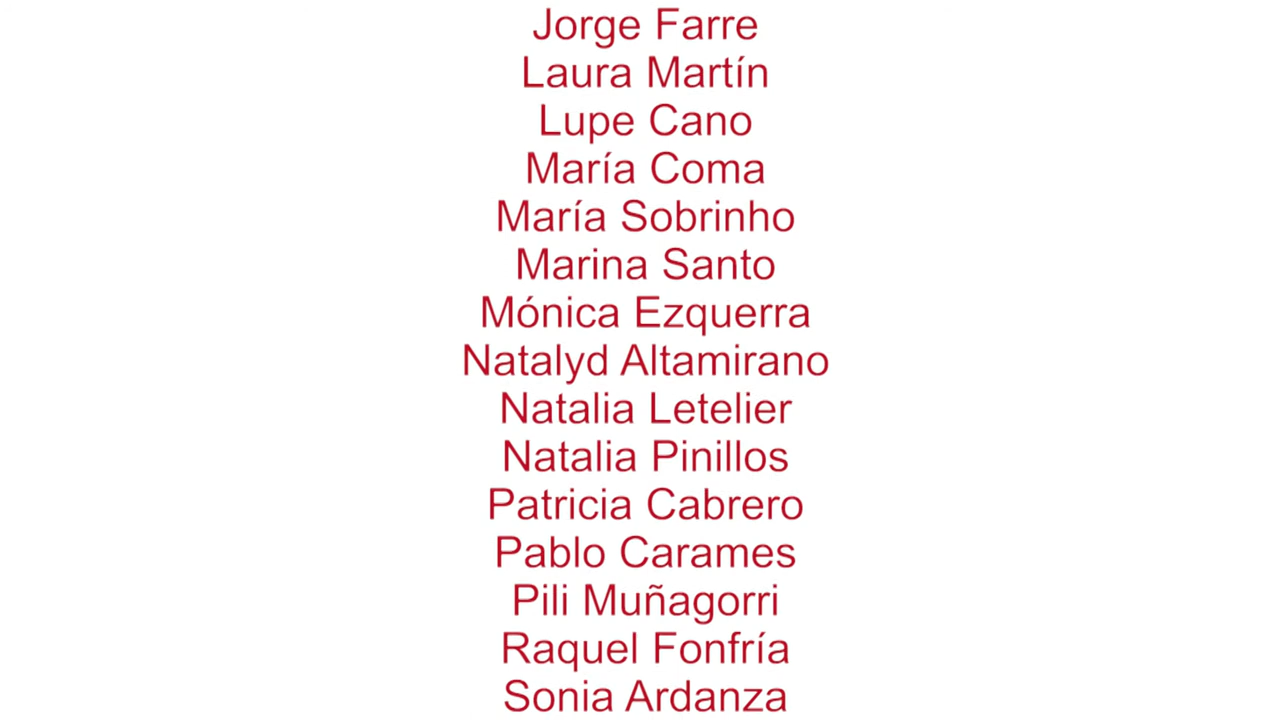 Jorge Farre
Laura Martín
Lupe Cano
María Coma
María Sobrinho
Marina Santo
Mónica Ezquerra
Natalyd Altamirano
Natalia Letelier
Natalia Pinillos
Patricia Cabrero
Pablo Carames
Pili Muñagorri
Raquel Fonfría
Sonia Ardanza